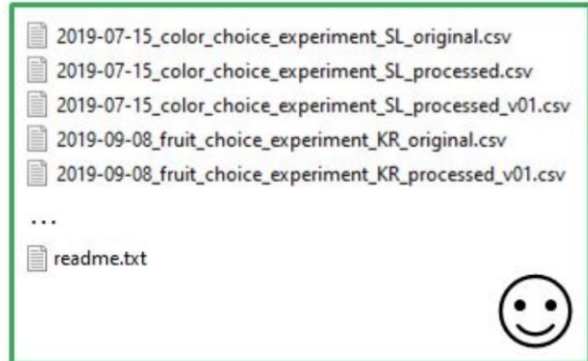 2019-07-15_color_choice_experiment_SL_original.csv
2019-07-15_color_choice_experiment_SL_processed.csv
2019-07-15_color_choice_experiment_SL_processed_v01.csv
2019-09-08_fruit_choice_experiment_KR_original.csv
2019-09-08_fruit_choice_experiment_KR_processed_v01.csv
...
readme.txt